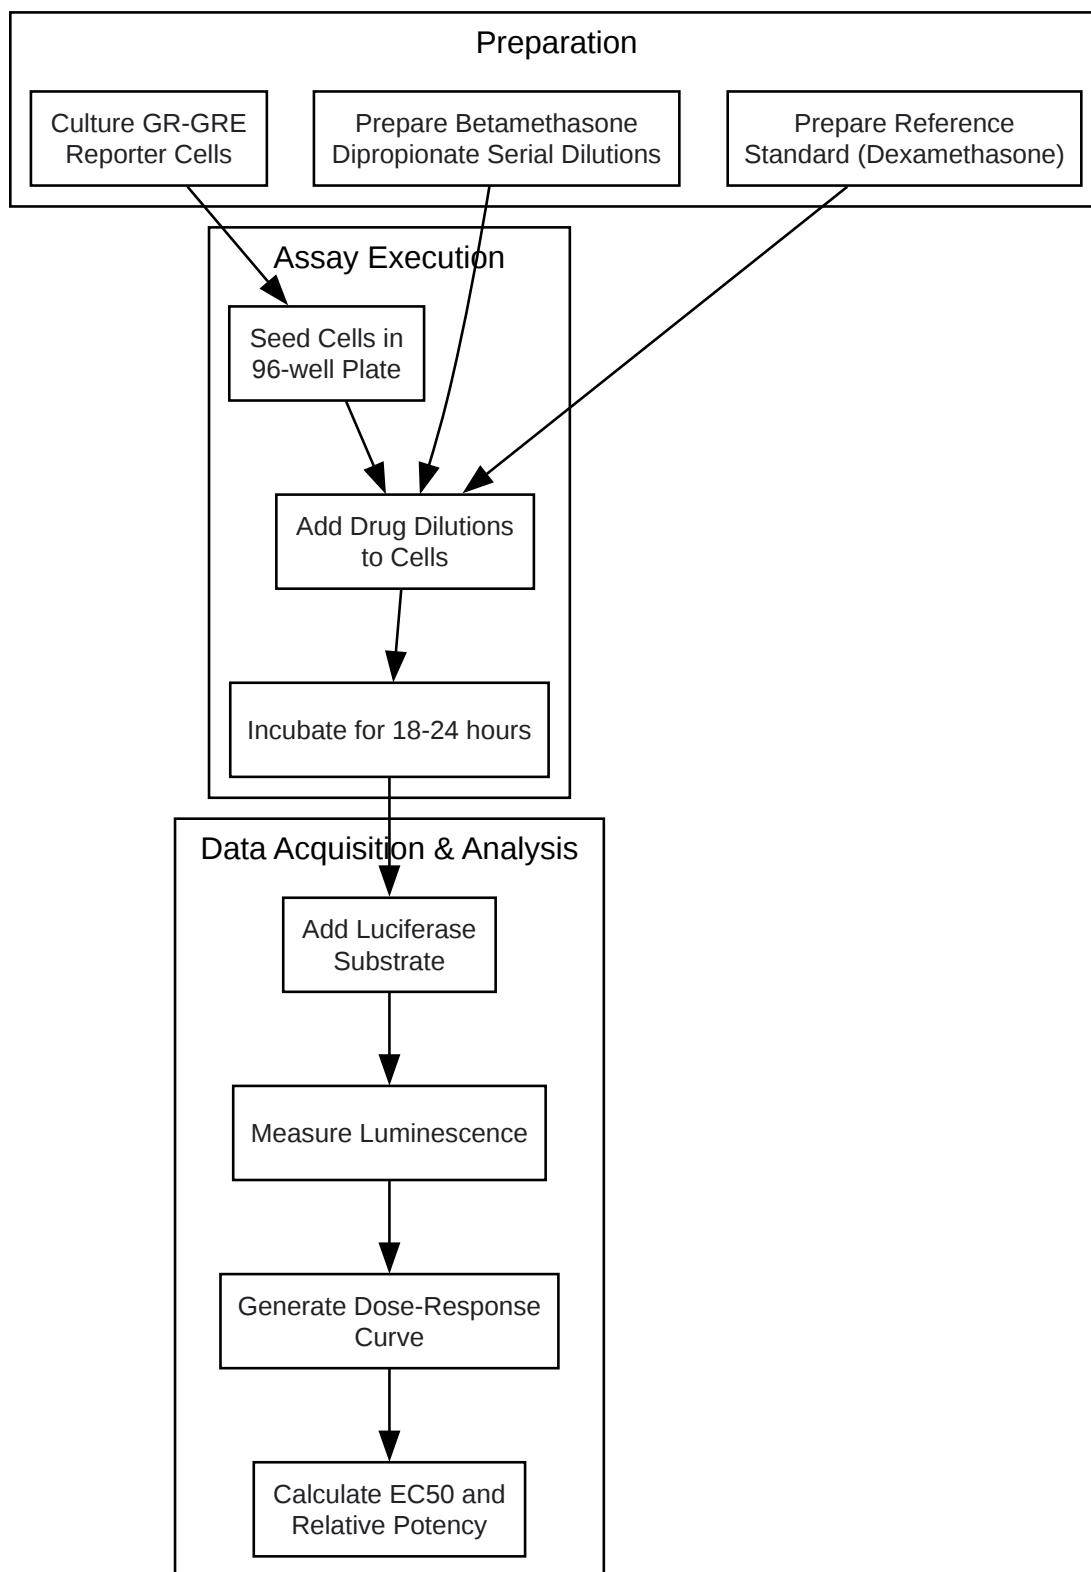 Preparation
Culture GR-GRE
Reporter Cells
Prepare Betamethasone
Dipropionate Serial Dilutions
Prepare Reference
Standard (Dexamethasone)
Assay Execution
Seed Cells in
96-well Plate
Add Drug Dilutions
to Cells
Incubate for 18-24 hours
Data Acquisition & Analysis
Add Luciferase
Substrate
Measure Luminescence
Generate Dose-Response
Curve
Calculate EC50 and
Relative Potency